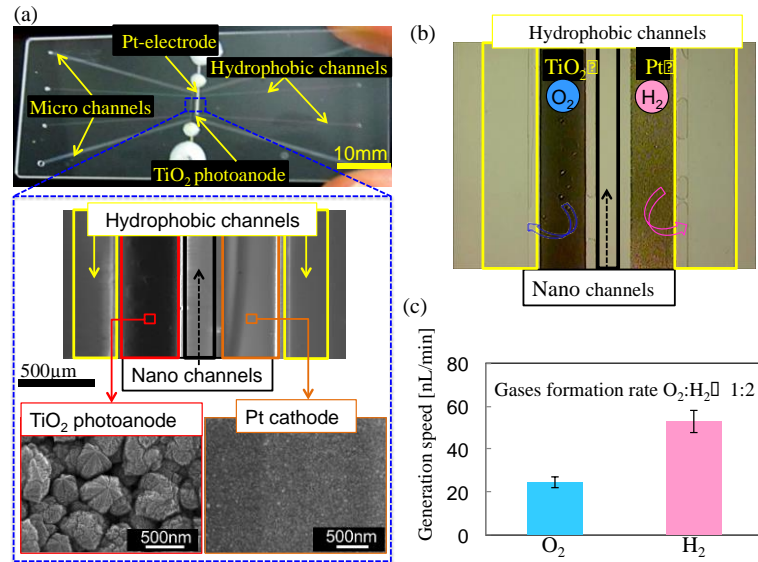 (a)
Pt-electrode
Hydrophobic channels
Micro channels
TiO₂ photoanode
10mm
Hydrophobic channels
500µm
Nano channels
TiO₂ photoanode
Pt cathode
500nm
500nm
(b)
Hydrophobic channels
TiO₂
Pt
O₂
H₂
Nano channels
(c)
Generation speed [nL/min]
80
60
40
20
0
Gases formation rate O₂:H₂ 1:2
O₂
H₂